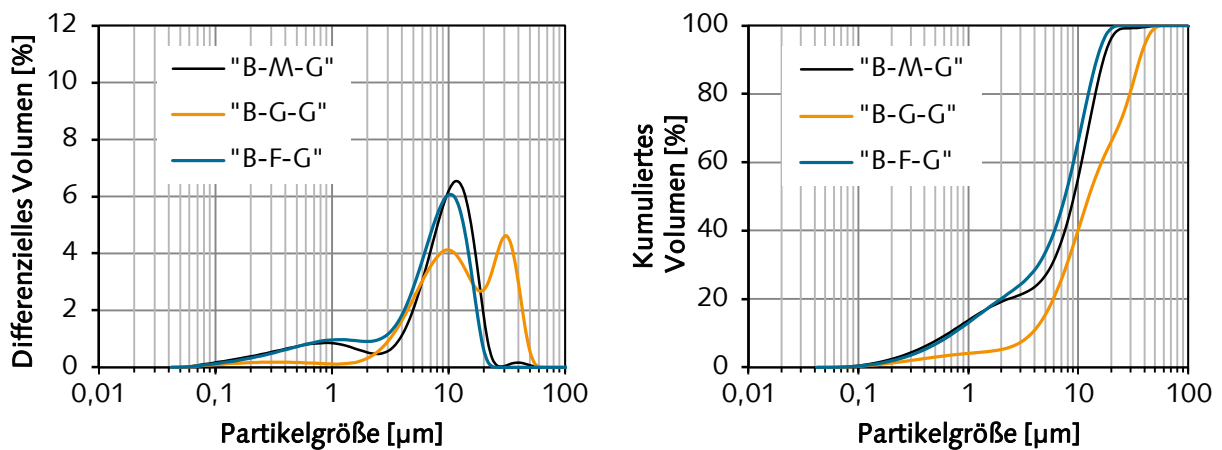 Differenzielles Volumen [%]
12
10
8
6
4
2
0
"B-M-G"
"B-G-G"
"B-F-G"
0,01
0,1
1
10
100
Partikelgröße [µm]
Kumuliertes
Volumen [%]
100
80
60
40
20
0
"B-M-G"
"B-G-G"
"B-F-G"
0,01
0,1
1
10
100
Partikelgröße [µm]